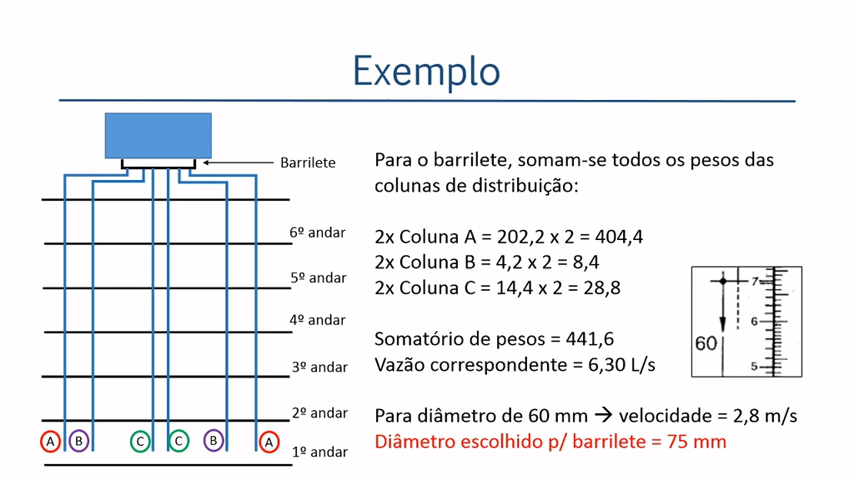 Exemplo
Barrilete
6º andar
5º andar
4º andar
3º andar
2º andar
1º andar
A B C C B A
Para o barrilete, somam-se todos os pesos das
colunas de distribuição:
2x Coluna A = 202,2 x 2 = 404,4
2x Coluna B = 4,2 x 2 = 8,4
2x Coluna C = 14,4 x 2 = 28,8
Somatório de pesos = 441,6
Vazão correspondente = 6,30 L/s
Para diâmetro de 60 mm → velocidade = 2,8 m/s
Diâmetro escolhido p/ barrilete = 75 mm
7
6
60
5